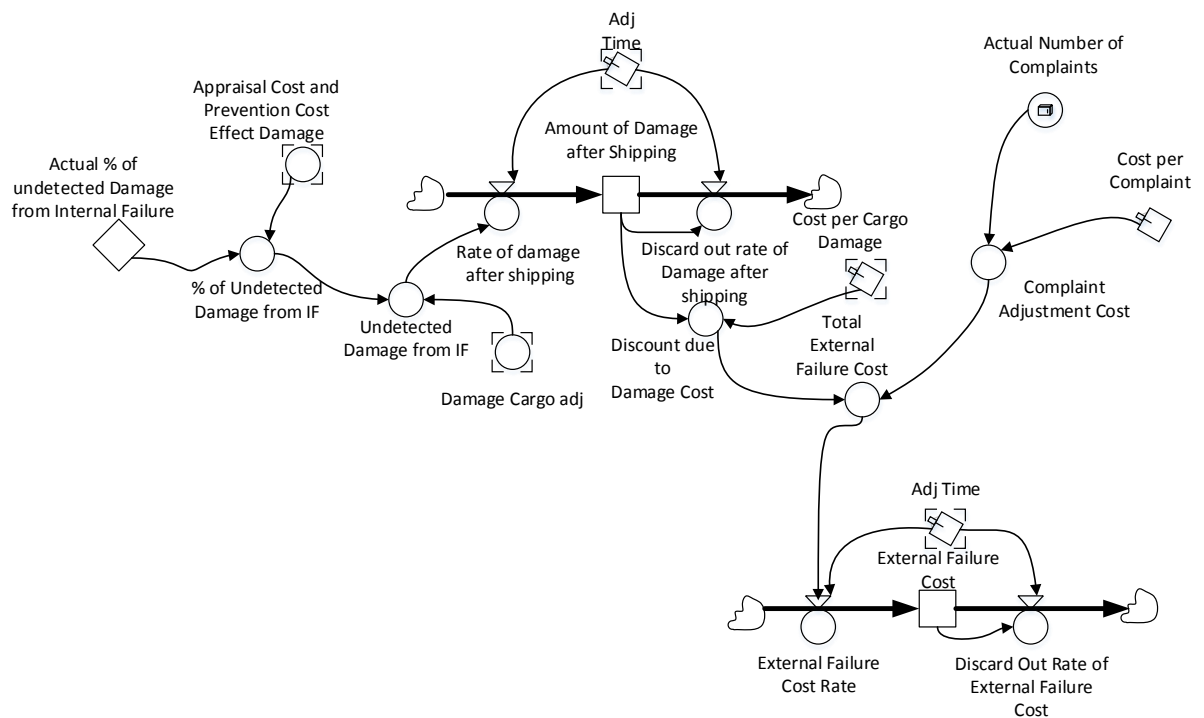 Adj
Time
Actual Number of
Complaints
Appraisal Cost and
Prevention Cost
Effect Damage
Amount of Damage
after Shipping
Actual % of
undetected Damage
from Internal Failure
Cost per
Complaint
Cost per Cargo
Damage
Rate of damage
after shipping
Discard out rate of
Damage after
shipping
% of Undetected
Damage from IF
Complaint
Adjustment Cost
Undetected
Damage from IF
Total
External
Failure Cost
Discount due
to
Damage Cost
Damage Cargo adj
Adj Time
External Failure
Cost
External Failure
Cost Rate
Discard Out Rate of
External Failure
Cost